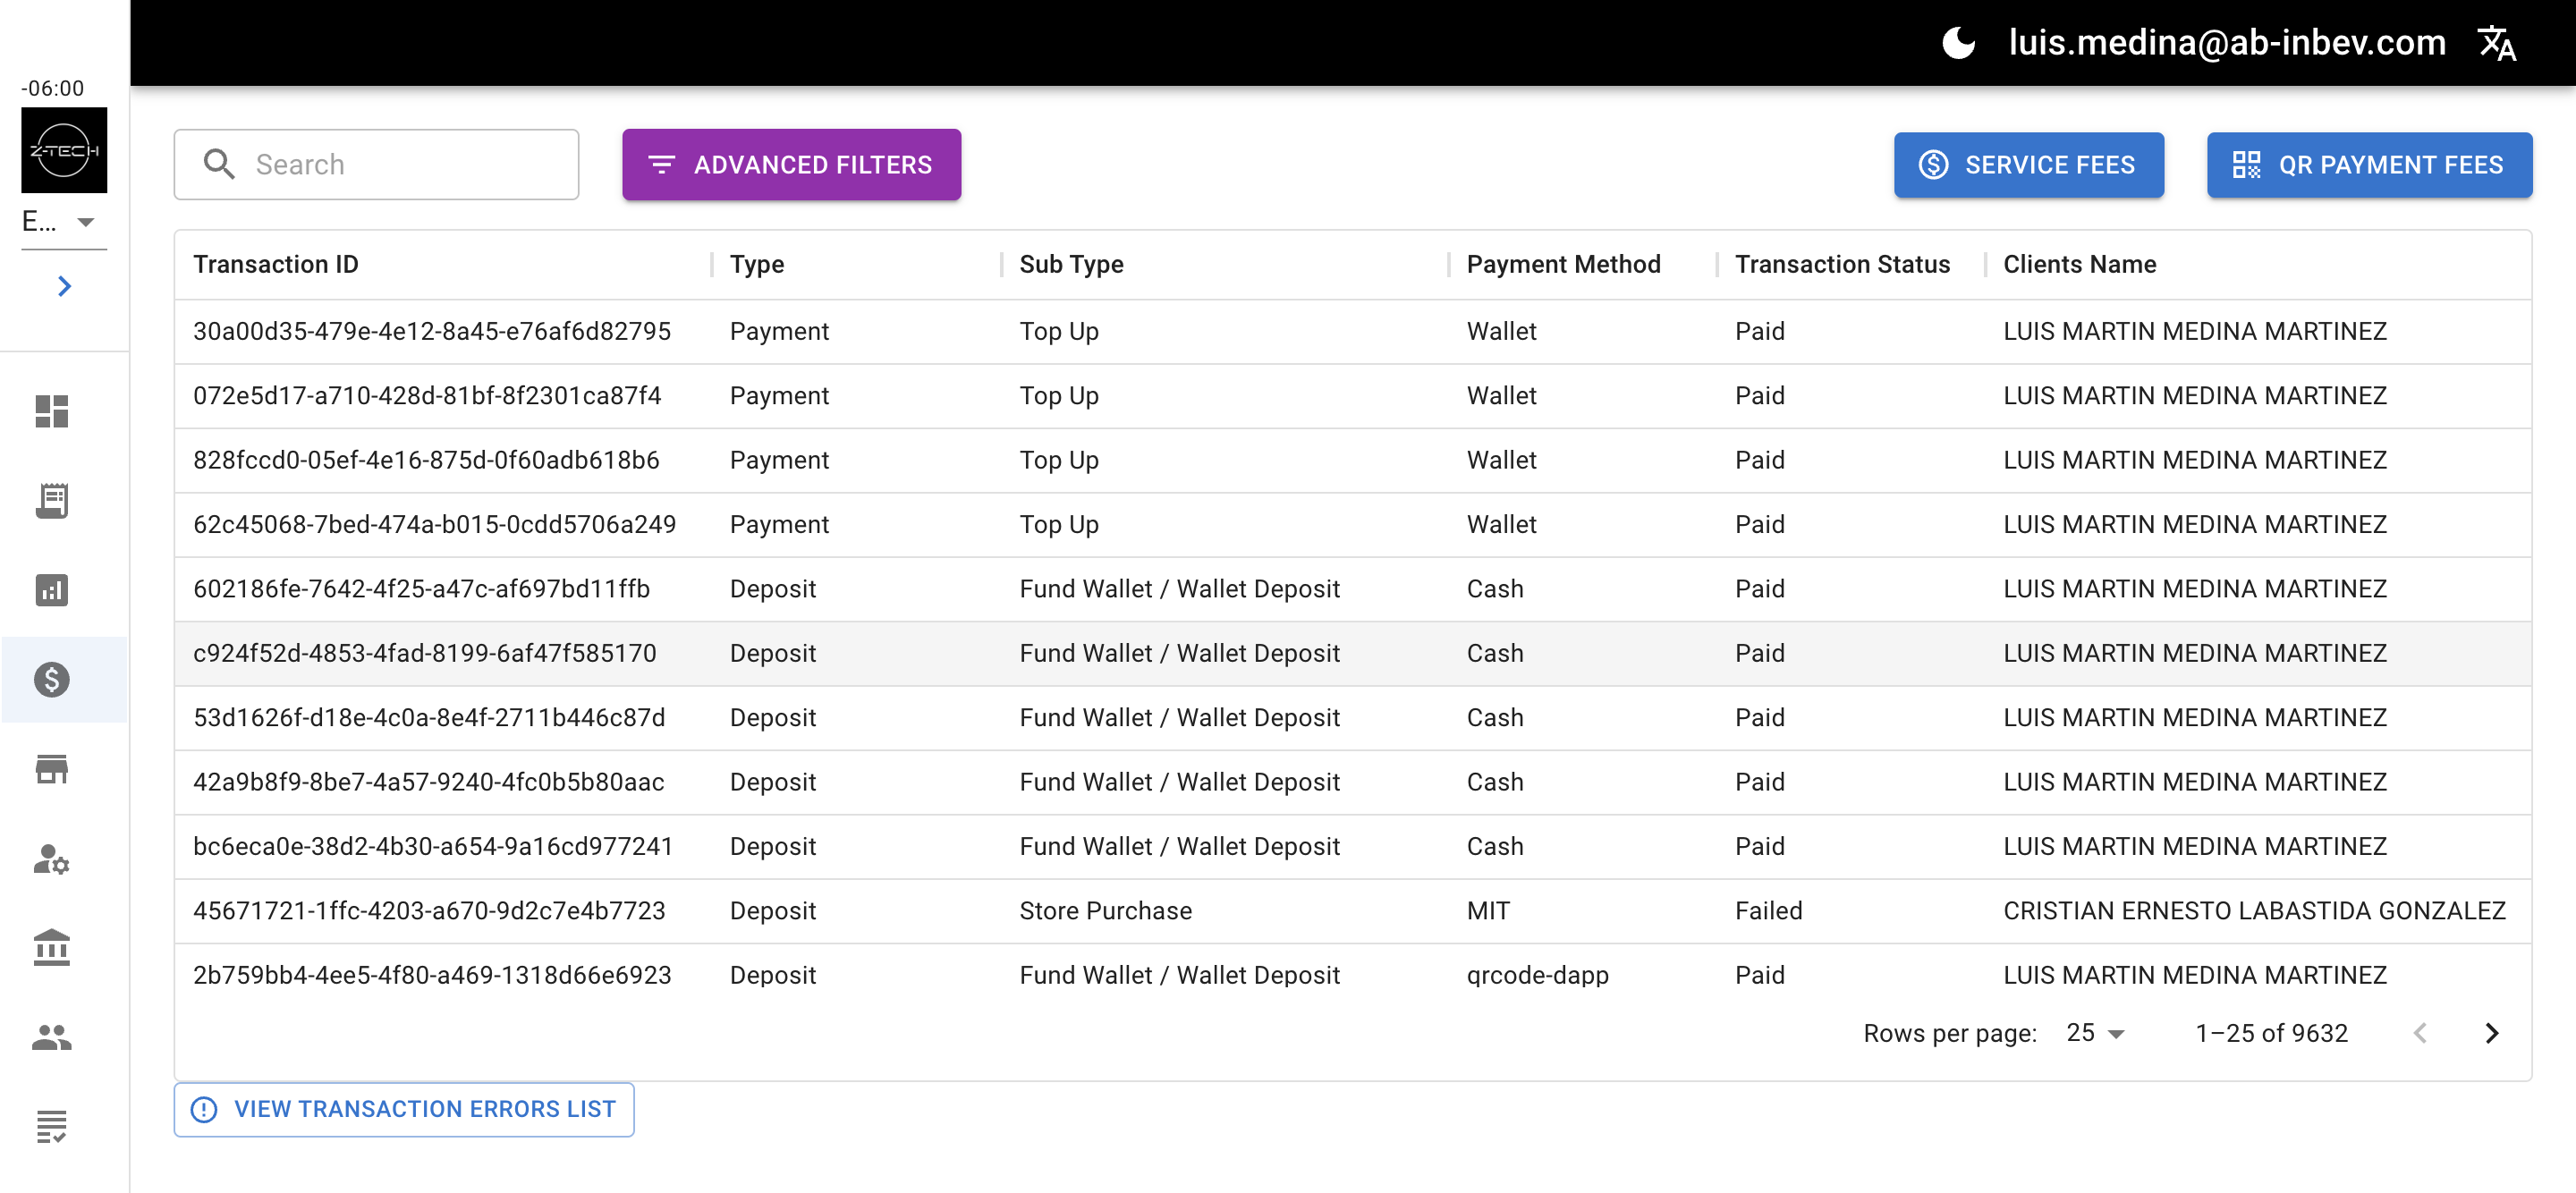 luis.medina@ab-inbev.com
-06:00
Z-TECH
E...
Search
ADVANCED FILTERS
SERVICE FEES
QR PAYMENT FEES
Transaction ID Type Sub Type Payment Method Transaction Status Clients Name
30a00d35-479e-4e12-8a45-e76af6d82795 Payment Top Up Wallet Paid LUIS MARTIN MEDINA MARTINEZ
072e5d17-a710-428d-81bf-8f2301ca87f4 Payment Top Up Wallet Paid LUIS MARTIN MEDINA MARTINEZ
828fccd0-05ef-4e16-875d-0f60adb618b6 Payment Top Up Wallet Paid LUIS MARTIN MEDINA MARTINEZ
62c45068-7bed-474a-b015-0cdd5706a249 Payment Top Up Wallet Paid LUIS MARTIN MEDINA MARTINEZ
602186fe-7642-4f25-a47c-af697bd11ffb Deposit Fund Wallet / Wallet Deposit Cash Paid LUIS MARTIN MEDINA MARTINEZ
c924f52d-4853-4fad-8199-6af47f585170 Deposit Fund Wallet / Wallet Deposit Cash Paid LUIS MARTIN MEDINA MARTINEZ
53d1626f-d18e-4c0a-8e4f-2711b446c87d Deposit Fund Wallet / Wallet Deposit Cash Paid LUIS MARTIN MEDINA MARTINEZ
42a9b8f9-8be7-4a57-9240-4fc0b5b80aac Deposit Fund Wallet / Wallet Deposit Cash Paid LUIS MARTIN MEDINA MARTINEZ
bc6eca0e-38d2-4b30-a654-9a16cd977241 Deposit Fund Wallet / Wallet Deposit Cash Paid LUIS MARTIN MEDINA MARTINEZ
45671721-1ffc-4203-a670-9d2c7e4b7723 Deposit Store Purchase MIT Failed CRISTIAN ERNESTO LABASTIDA GONZALEZ
2b759bb4-4ee5-4f80-a469-1318d66e6923 Deposit Fund Wallet / Wallet Deposit qrcode-dapp Paid LUIS MARTIN MEDINA MARTINEZ
Rows per page: 25 1–25 of 9632
VIEW TRANSACTION ERRORS LIST